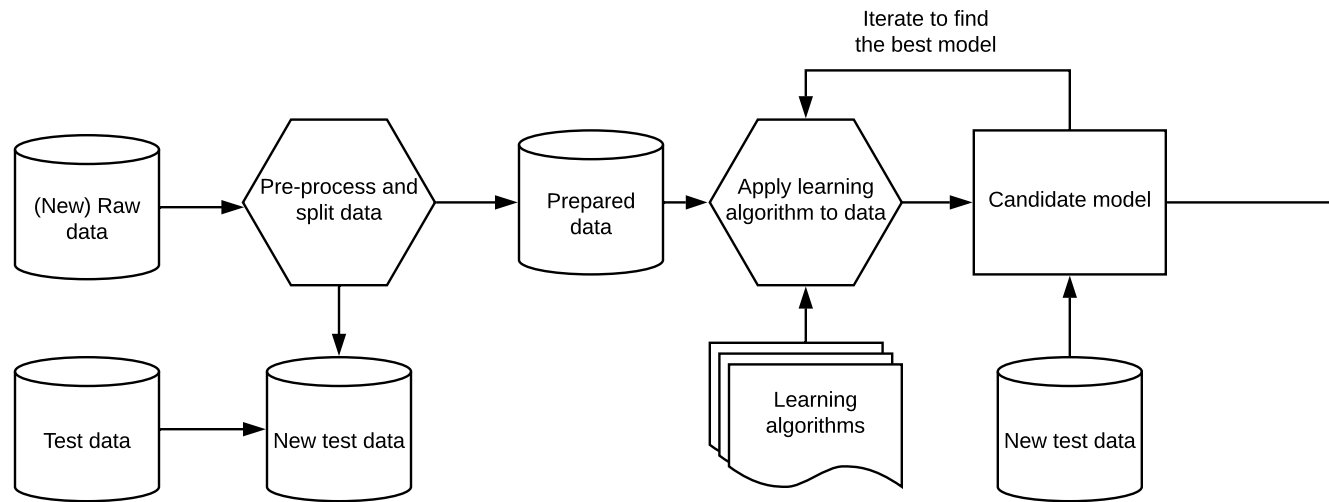 Iterate to find
the best model
(New) Raw
data
Pre-process and
split data
Prepared
data
Apply learning
algorithm to data
Candidate model
Test data
New test data
Learning
algorithms
New test data